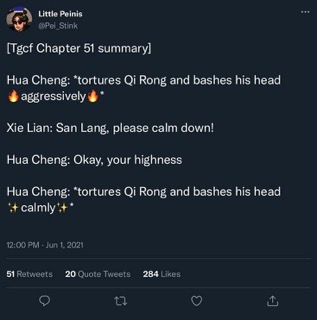 Little Peinis
@Pei_Stink
[Tgcf Chapter 51 summary]
Hua Cheng: *tortures Qi Rong and bashes his head
🔥aggressively🔥*
Xie Lian: San Lang, please calm down!
Hua Cheng: Okay, your highness
Hua Cheng: *tortures Qi Rong and bashes his head
✨calmly✨*
12:00 PM · Jun 1, 2021
51 Retweets 20 Quote Tweets 284 Likes